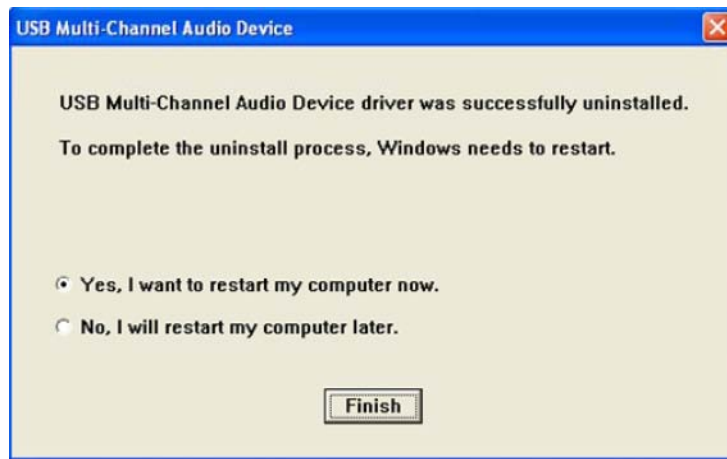 USB Multi-Channel Audio Device
USB Multi-Channel Audio Device driver was successfully uninstalled.
To complete the uninstall process, Windows needs to restart.
Yes, I want to restart my computer now.
No, I will restart my computer later.
Finish